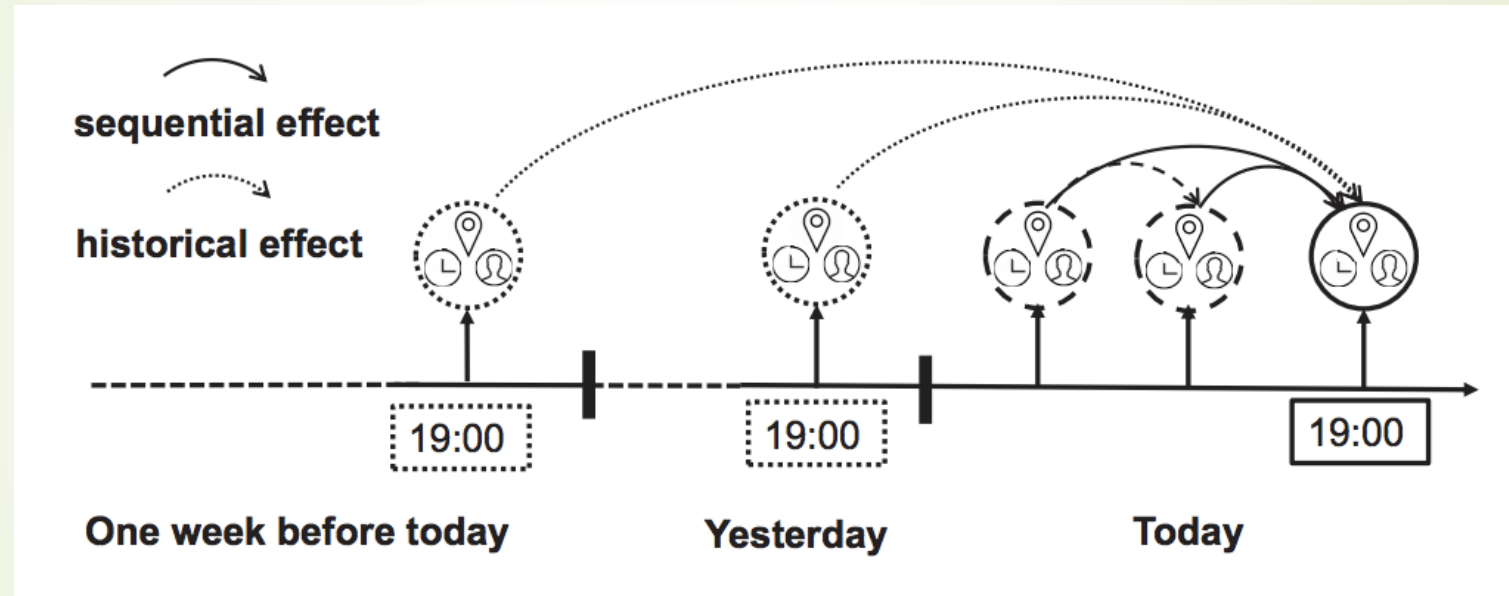 sequential effect
historical effect
19:00
19:00
19:00
One week before today
Yesterday
Today